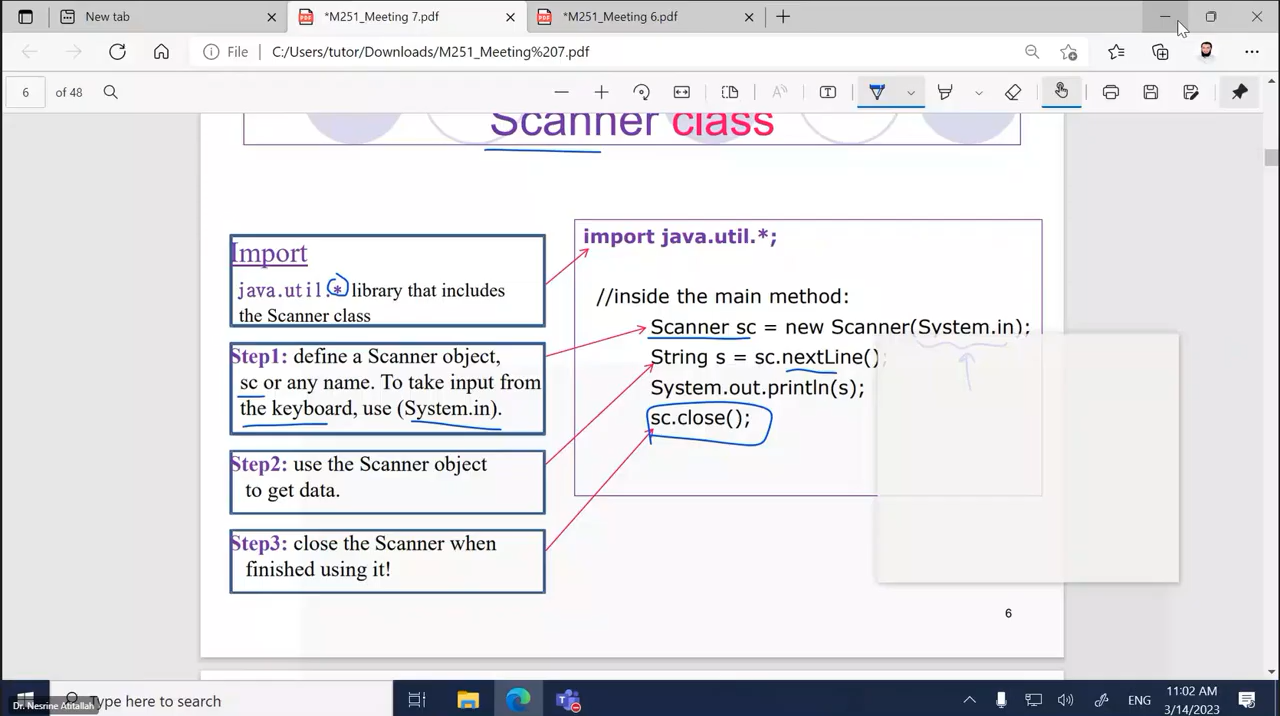 New tab
*M251_Meeting 7.pdf
*M251_Meeting 6.pdf
File
C:/Users/tutor/Downloads/M251_Meeting%207.pdf
6 of 48
Scanner class
Import
java.util.* library that includes
the Scanner class
Step1: define a Scanner object,
sc or any name. To take input from
the keyboard, use (System.in).
Step2: use the Scanner object
to get data.
Step3: close the Scanner when
finished using it!
import java.util.*;
//inside the main method:
Scanner sc = new Scanner(System.in);
String s = sc.nextLine();
System.out.println(s);
sc.close();
6
Type here to search
Dr. Nesrine Atitallah
ENG
11:02 AM
3/14/2023